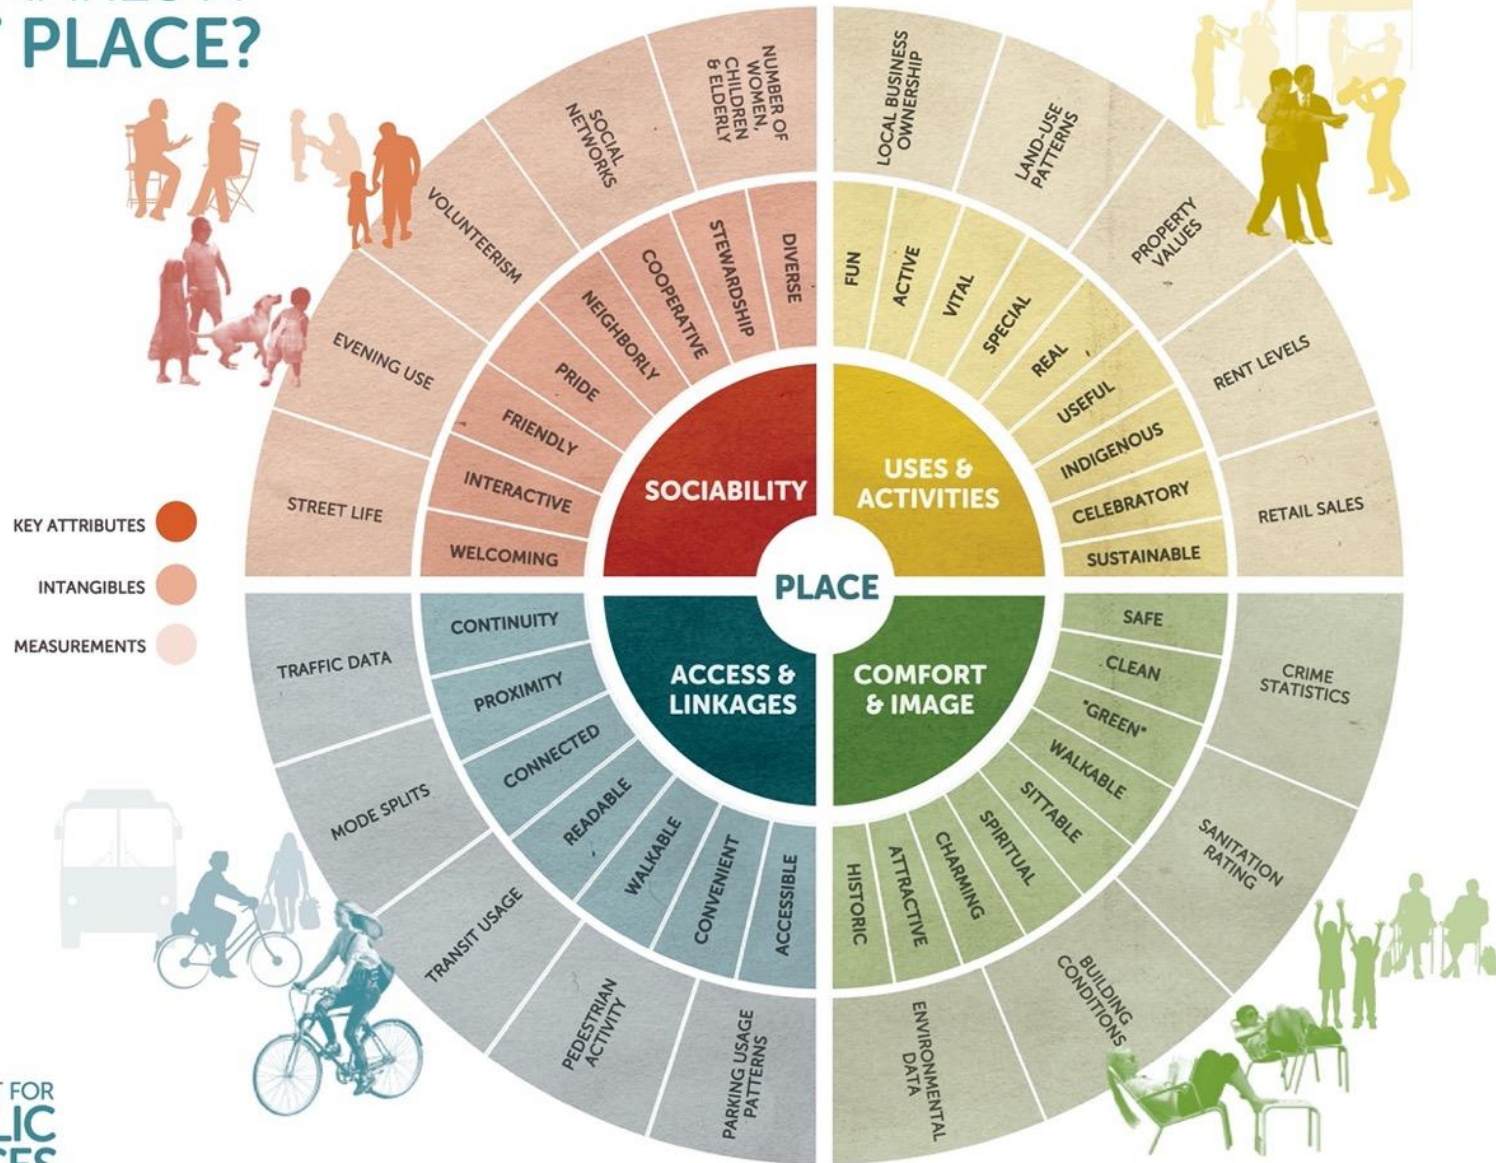 PLACE?
KEY ATTRIBUTES
INTANGIBLES
MEASUREMENTS
PLACE
SOCIABILITY
USES &
ACTIVITIES
ACCESS &
LINKAGES
COMFORT
& IMAGE
WELCOMING
INTERACTIVE
FRIENDLY
PRIDE
NEIGHBORLY
COOPERATIVE
STEWARDSHIP
DIVERSE
STREET LIFE
EVENING USE
VOLUNTEERISM
SOCIAL
NETWORKS
NUMBER OF
WOMEN,
CHILDREN
& ELDERLY
FUN
ACTIVE
VITAL
SPECIAL
REAL
USEFUL
INDIGENOUS
CELEBRATORY
SUSTAINABLE
LOCAL BUSINESS
OWNERSHIP
LAND-USE
PATTERNS
PROPERTY
VALUES
RENT LEVELS
RETAIL SALES
SAFE
CLEAN
"GREEN"
WALKABLE
SITTABLE
SPIRITUAL
CHARMING
ATTRACTIVE
HISTORIC
CRIME
STATISTICS
SANITATION
RATING
BUILDING
CONDITIONS
ENVIRONMENTAL
DATA
CONTINUITY
PROXIMITY
CONNECTED
READABLE
WALKABLE
CONVENIENT
ACCESSIBLE
TRAFFIC DATA
MODE SPLITS
TRANSIT USAGE
PEDESTRIAN
ACTIVITY
PARKING USAGE
PATTERNS
FOR